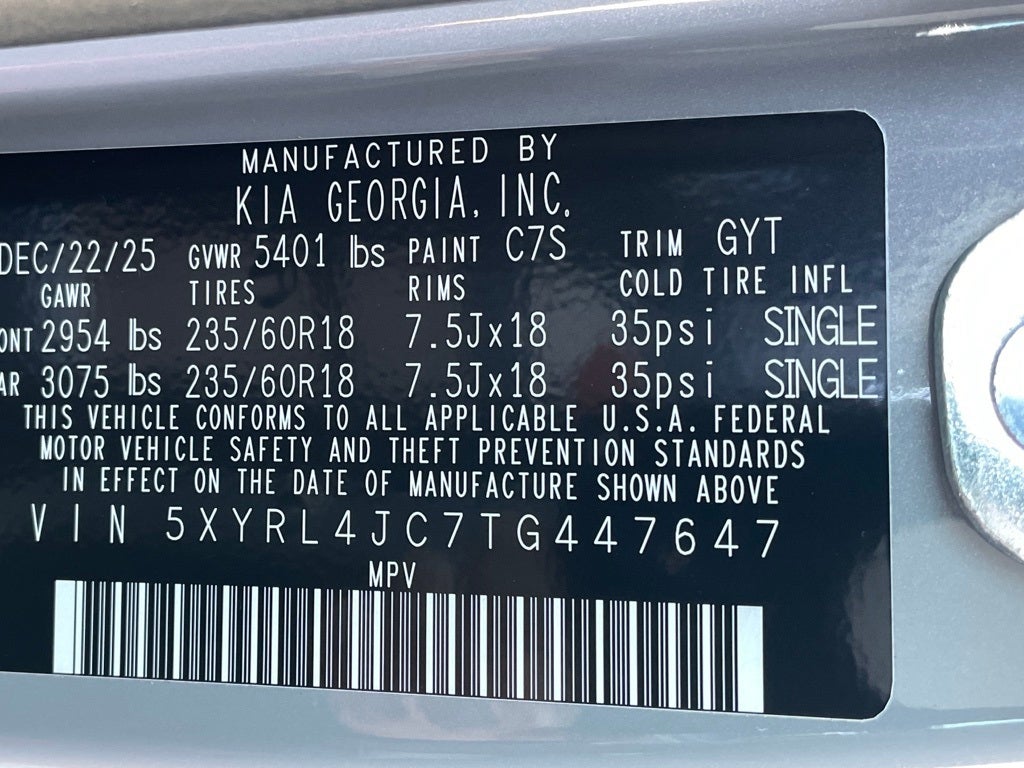 MANUFACTURED BY
KIA GEORGIA, INC.
DEC/22/25 GVWR 5401 lbs PAINT C7S TRIM GYT
GAWR TIRES RIMS COLD TIRE INFL
ONT 2954 lbs 235/60R18 7.5Jx18 35psi SINGLE
AR 3075 lbs 235/60R18 7.5Jx18 35psi SINGLE
THIS VEHICLE CONFORMS TO ALL APPLICABLE U.S.A. FEDERAL
MOTOR VEHICLE SAFETY AND THEFT PREVENTION STANDARDS
IN EFFECT ON THE DATE OF MANUFACTURE SHOWN ABOVE
VIN 5XYRL4JC7TG447647
MPV